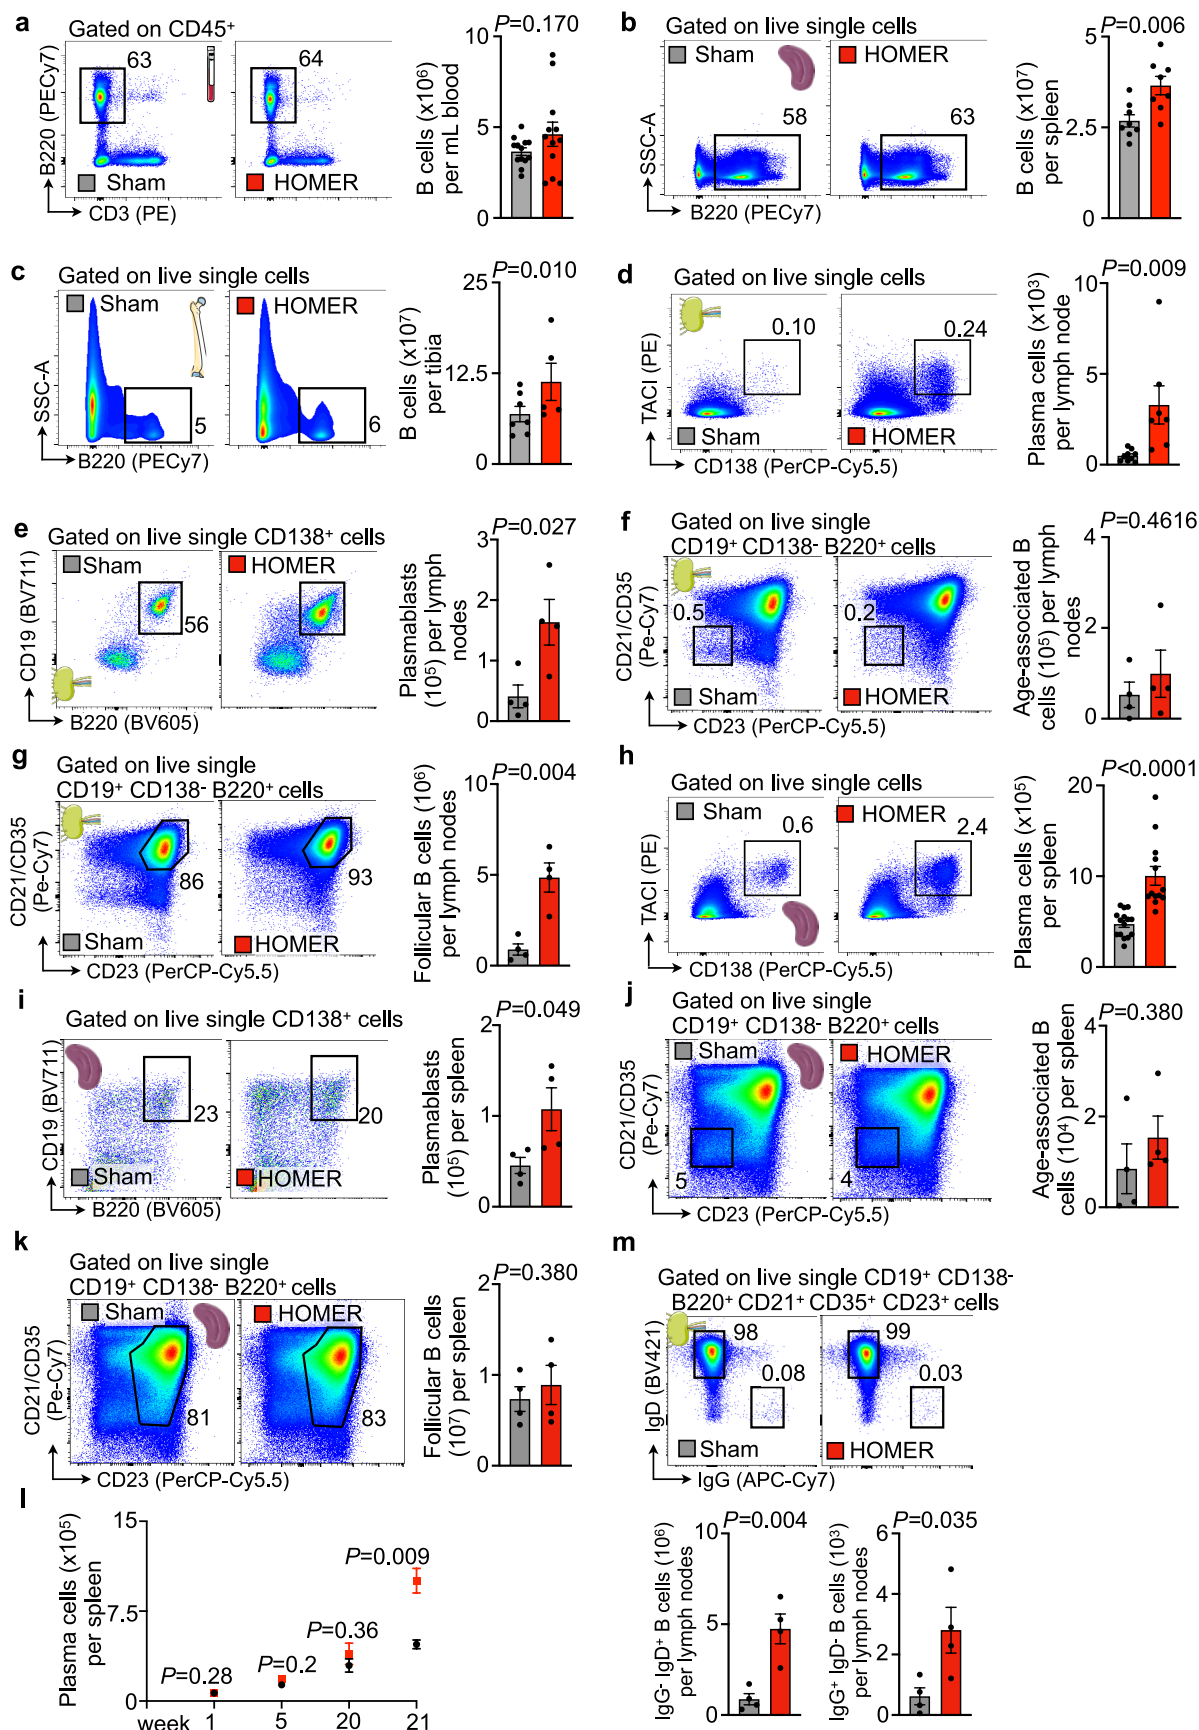 a
Gated on CD45+
63
64
B220 (PECy7)
Sham
HOMER
CD3 (PE)
P=0.170
B cells (x10⁶)
per mL blood
10
5
0
b
Gated on live single cells
Sham
HOMER
58
63
SSC-A
B220 (PECy7)
P=0.006
B cells (x10⁷)
per spleen
5
2.5
0
c
Gated on live single cells
Sham
HOMER
5
6
SSC-A
B220 (PECy7)
P=0.010
B cells (x10⁷)
per tibia
25
12.5
0
d
Gated on live single cells
0.10
0.24
TACI (PE)
Sham
HOMER
CD138 (PerCP-Cy5.5)
P=0.009
Plasma cells (x10³)
per lymph node
10
5
0
e
Gated on live single CD138+ cells
Sham
HOMER
56
CD19 (BV711)
B220 (BV605)
P=0.027
Plasmablasts
(10⁵) per lymph
nodes
3
2
1
0
f
Gated on live single
CD19+ CD138- B220+ cells
0.5
0.2
CD21/CD35
(Pe-Cy7)
Sham
HOMER
CD23 (PerCP-Cy5.5)
P=0.4616
Age-associated B
cells (10⁵) per lymph
nodes
4
2
0
g
Gated on live single
CD19+ CD138- B220+ cells
86
93
CD21/CD35
(Pe-Cy7)
Sham
HOMER
CD23 (PerCP-Cy5.5)
P=0.004
Follicular B cells (10⁶)
per lymph nodes
10
5
0
h
Gated on live single cells
Sham
HOMER
0.6
2.4
TACI (PE)
CD138 (PerCP-Cy5.5)
P<0.0001
Plasma cells (x10⁵)
per spleen
20
10
0
i
Gated on live single CD138+ cells
23
20
CD19 (BV711)
Sham
HOMER
B220 (BV605)
P=0.049
Plasmablasts
(10⁵) per spleen
2
1
0
j
Gated on live single
CD19+ CD138- B220+ cells
Sham
HOMER
5
4
CD21/CD35
(Pe-Cy7)
CD23 (PerCP-Cy5.5)
P=0.380
Age-associated B
cells (10⁴) per spleen
4
2
0
k
Gated on live single
CD19+ CD138- B220+ cells
Sham
HOMER
81
83
CD21/CD35
(Pe-Cy7)
CD23 (PerCP-Cy5.5)
P=0.380
Follicular B cells
(10⁷) per spleen
2
1
0
m
Gated on live single CD19+ CD138-
B220+ CD21+ CD35+ CD23+ cells
98
99
0.08
0.03
IgD (BV421)
Sham
HOMER
IgG (APC-Cy7)
l
Plasma cells (x10⁵)
per spleen
15
7.5
0
P=0.28
P=0.2
P=0.36
P=0.009
week 1 5 20 21
P=0.004
IgG- IgD+ B cells (10⁶)
per lymph nodes
10
5
0
P=0.035
IgG+ IgD- B cells (10³)
per lymph nodes
6
3
0